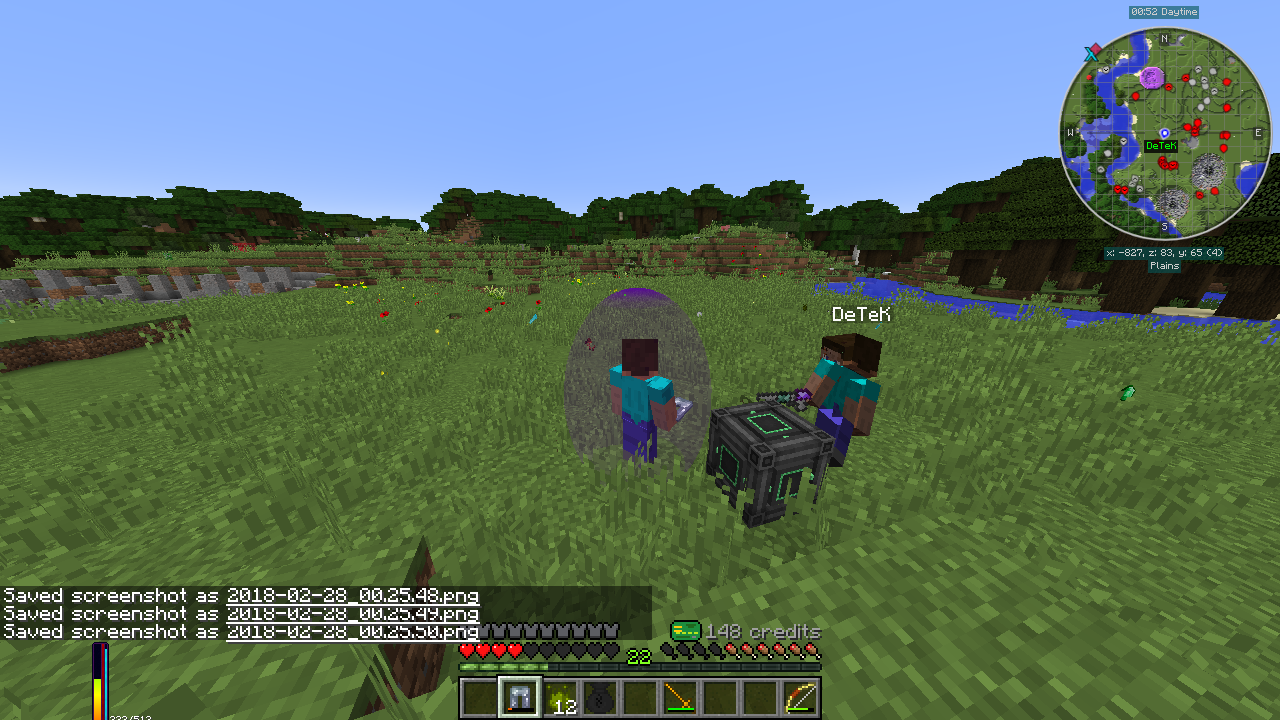 00:52 Daytime
N
W
E
DeTeK
S
x: -827, z: 83, y: 65 (4)
Plains
DeTeK
Saved screenshot as 2018-02-28_00.25.48.png
Saved screenshot as 2018-02-28_00.25.49.png
Saved screenshot as 2018-02-28_00.25.50.png
148 credits
22
12